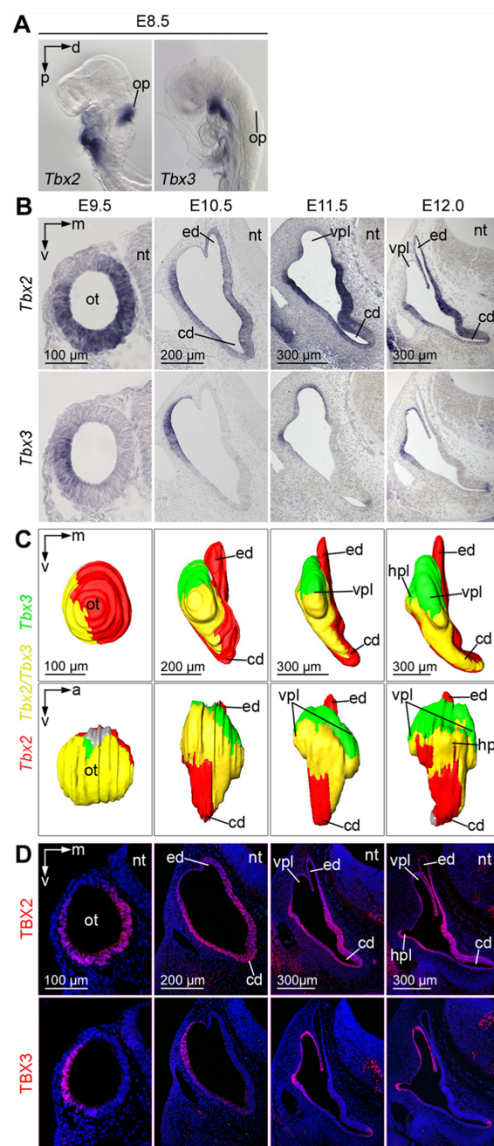 E8.5
A
d
p
op
op
Tbx2
Tbx3
B
E9.5 E10.5 E11.5 E12.0
m
v
nt
ot
100 µm
ed
nt
cd
200 µm
vpl
nt
cd
300 µm
vpl
ed
nt
cd
300 µm
Tbx2
Tbx3
C
Tbx2 Tbx2/Tbx3 Tbx3
m
v
ot
100 µm
ed
cd
200 µm
ed
vpl
cd
300 µm
ed
hpl
vpl
cd
300 µm
a
v
ot
ed
cd
vpl
ed
cd
vpl
ed
hpl
cd
D
TBX2
m
v
nt
ot
100 µm
ed
nt
cd
200 µm
vpl
ed
nt
cd
300µm
vpl
ed
nt
hpl
cd
300 µm
TBX3